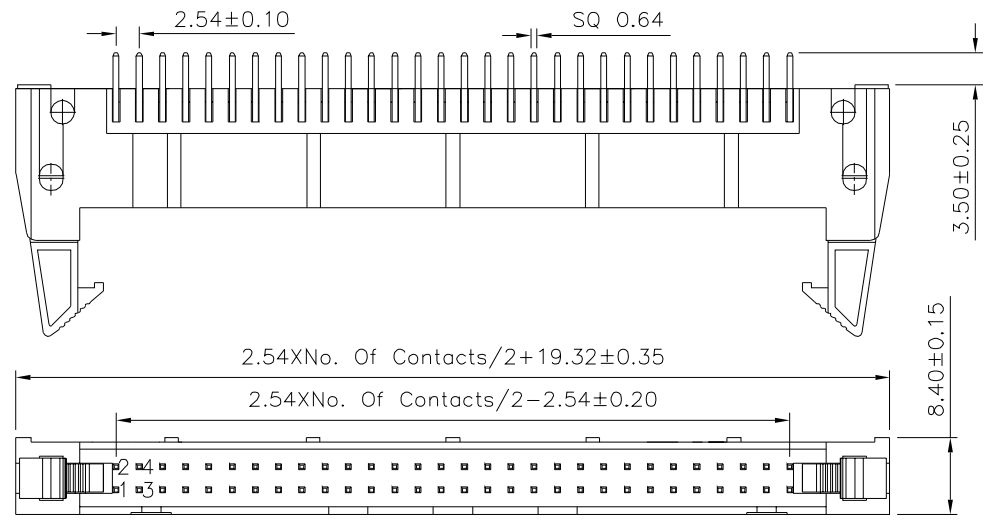 2.54±0.10
SQ 0.64
3.50±0.25
2.54XNo. Of Contacts/2+19.32±0.35
8.40±0.15
2.54XNo. Of Contacts/2-2.54±0.20
2 4
1 3